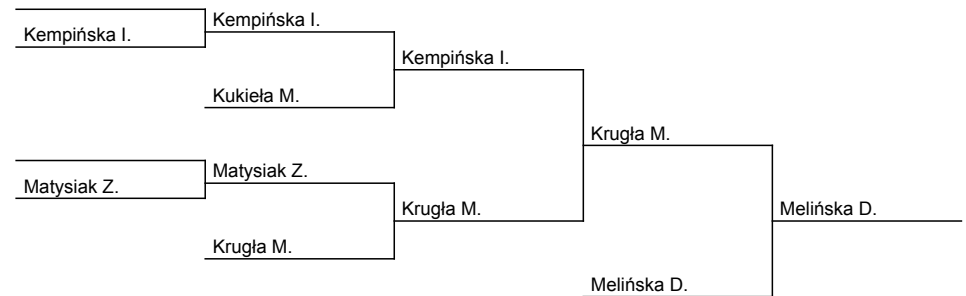 Kempińska I.
Kempińska I.
Kempińska I.
Kukieła M.
Krugła M.
Matysiak Z.
Matysiak Z.
Krugła M.
Melińska D.
Krugła M.
Melińska D.